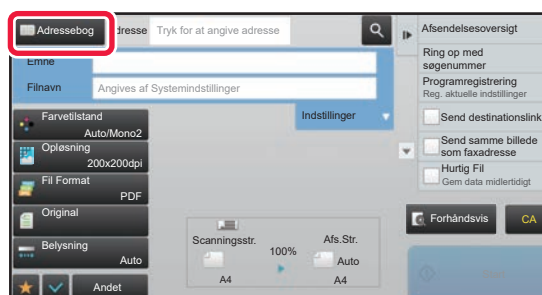 Adressebog
dresse
Tryk for at angive adresse
Emne
Filnavn
Angives af Systemindstillinger
Indstillinger
Farvetilstand
Auto/Mono2
Opløsning
200x200dpi
Fil Format
PDF
Original
Belysning
Auto
Andet
Scanningsstr.
A4
100%
Afs.Str.
Auto
A4
Afsendelsesoversigt
Ring op med
søgenummer
Programregistrering
Reg. aktuelle indstillinger
Send destinationslink
Send samme billede
som faxadresse
Hurtig Fil
Gem data midlertidigt
Forhåndsvis
CA